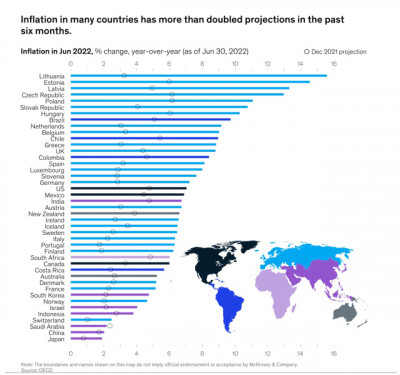 Inflation in many countries has more than doubled projections in the past
six months.
Inflation in Jun 2022, % change, year-over-year (as of Jun 30, 2022)
Dec 2021 projection
0 2 4 6 8 10 12 14 16
Lithuania
Estonia
Latvia
Czech Republic
Poland
Slovak Republic
Hungary
Brazil
Netherlands
Belgium
Chile
Greece
UK
Colombia
Spain
Luxembourg
Slovenia
Germany
US
Mexico
India
Austria
New Zealand
Ireland
Iceland
Sweden
Italy
Portugal
Finland
South Africa
Canada
Costa Rica
Australia
Denmark
France
South Korea
Norway
Israel
Indonesia
Switzerland
Saudi Arabia
China
Japan
0 2 4 6 8 10 12 14 16
Note: The boundaries and names shown on this map do not imply official endorsement or acceptance by McKinsey & Company.
Source: OECD